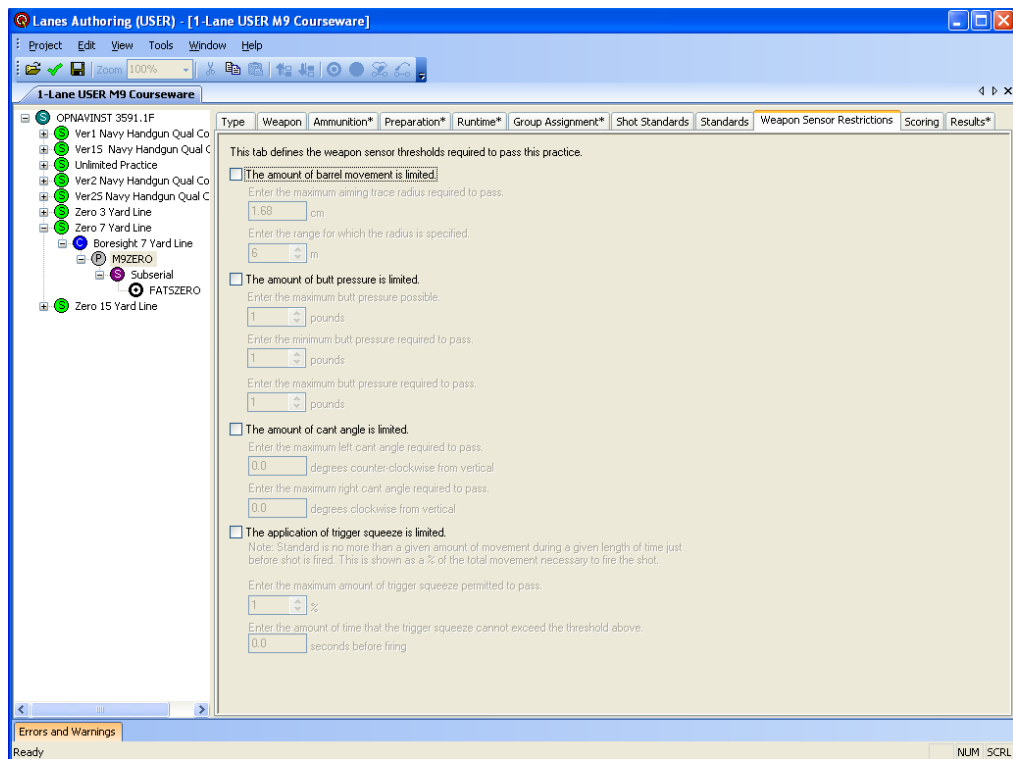 Lanes Authoring (USER) - [1-Lane USER M9 Courseware]
Project Edit View Tools Window Help
Zoom 100%
1-Lane USER M9 Courseware
OPNAVINST 3591.1F
Ver1 Navy Handgun Qual Co
Ver1S Navy Handgun Qual C
Unlimited Practice
Ver2 Navy Handgun Qual Co
Ver2S Navy Handgun Qual C
Zero 3 Yard Line
Zero 7 Yard Line
C Boresight 7 Yard Line
P M9ZERO
S Subserial
FATSZERO
Zero 15 Yard Line
Type Weapon Ammunition* Preparation* Runtime* Group Assignment* Shot Standards Standards Weapon Sensor Restrictions Scoring Results*
This tab defines the weapon sensor thresholds required to pass this practice.
The amount of barrel movement is limited.
Enter the maximum aiming trace radius required to pass.
1.68 cm
Enter the range for which the radius is specified.
6 m
The amount of butt pressure is limited.
Enter the maximum butt pressure possible.
1 pounds
Enter the minimum butt pressure required to pass.
1 pounds
Enter the maximum butt pressure required to pass.
1 pounds
The amount of cant angle is limited.
Enter the maximum left cant angle required to pass.
0.0 degrees counter-clockwise from vertical
Enter the maximum right cant angle required to pass.
0.0 degrees clockwise from vertical
The application of trigger squeeze is limited.
Note: Standard is no more than a given amount of movement during a given length of time just
before shot is fired. This is shown as a % of the total movement necessary to fire the shot.
Enter the maximum amount of trigger squeeze permitted to pass.
1 %
Enter the amount of time that the trigger squeeze cannot exceed the threshold above.
0.0 seconds before firing
Errors and Warnings
Ready NUM SCRL